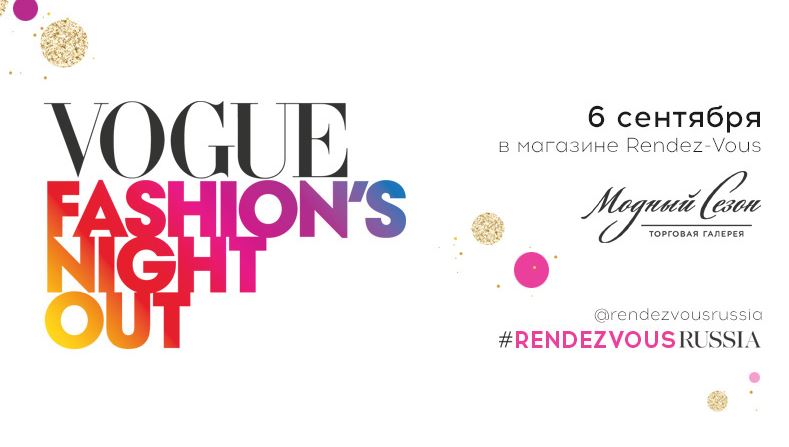 VOGUE
FASHION'S
NIGHT
OUT
6 сентября
в магазине Rendez-Vous
Модный Сезон
ТОРГОВАЯ ГАЛЕРЕЯ
@rendezvousrussia
#RENDEZVOUSRUSSIA